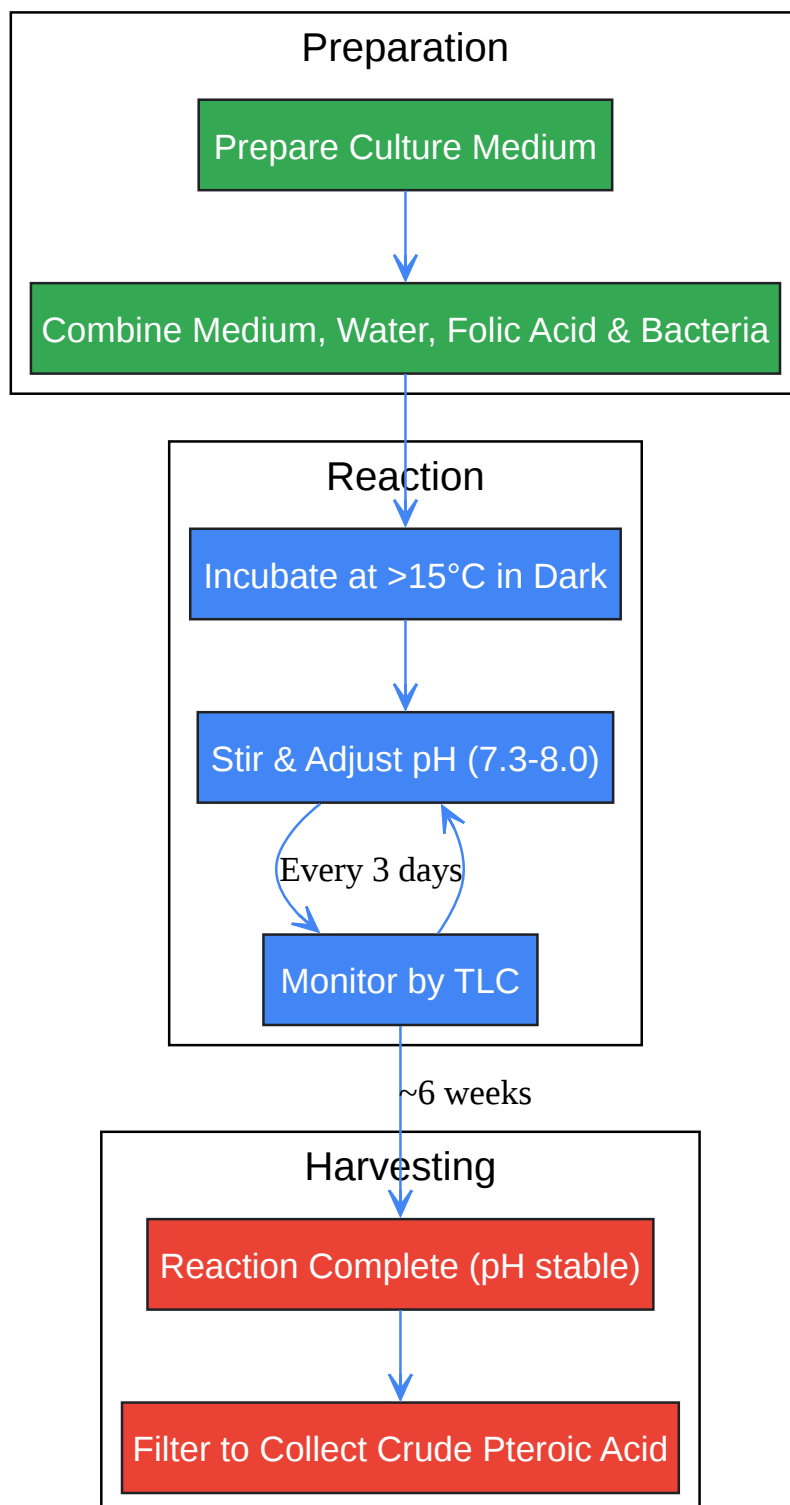 Preparation
Prepare Culture Medium
Combine Medium, Water, Folic Acid & Bacteria
Reaction
Incubate at >15°C in Dark
Stir & Adjust pH (7.3-8.0)
Every 3 days
Monitor by TLC
~6 weeks
Harvesting
Reaction Complete (pH stable)
Filter to Collect Crude Pteroic Acid